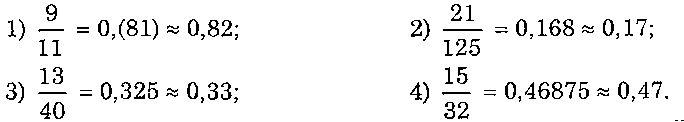 1) 9/11 = 0,(81) ≈ 0,82; 2) 21/125 = 0,168 ≈ 0,17;
3) 13/40 = 0,325 ≈ 0,33; 4) 15/32 = 0,46875 ≈ 0,47.